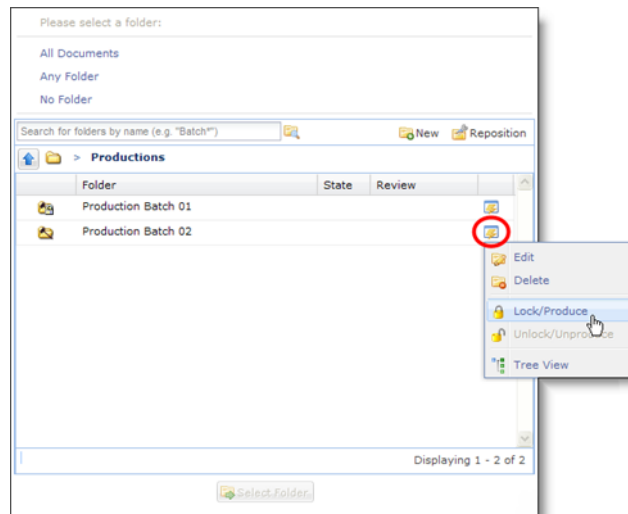 Please select a folder:
All Documents
Any Folder
No Folder
Search for folders by name (e.g. "Batch*")
New
Reposition
> Productions
Folder State Review
Production Batch 01
Production Batch 02
Edit
Delete
Lock/Produce
Unlock/Unproduce
Tree View
Displaying 1 - 2 of 2
Select Folder